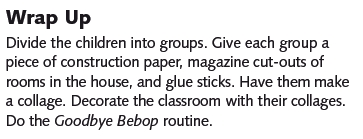 Wrap Up
Divide the children into groups. Give each group a
piece of construction paper, magazine cut-outs of
rooms in the house, and glue sticks. Have them make
a collage. Decorate the classroom with their collages.
Do the Goodbye Bebop routine.